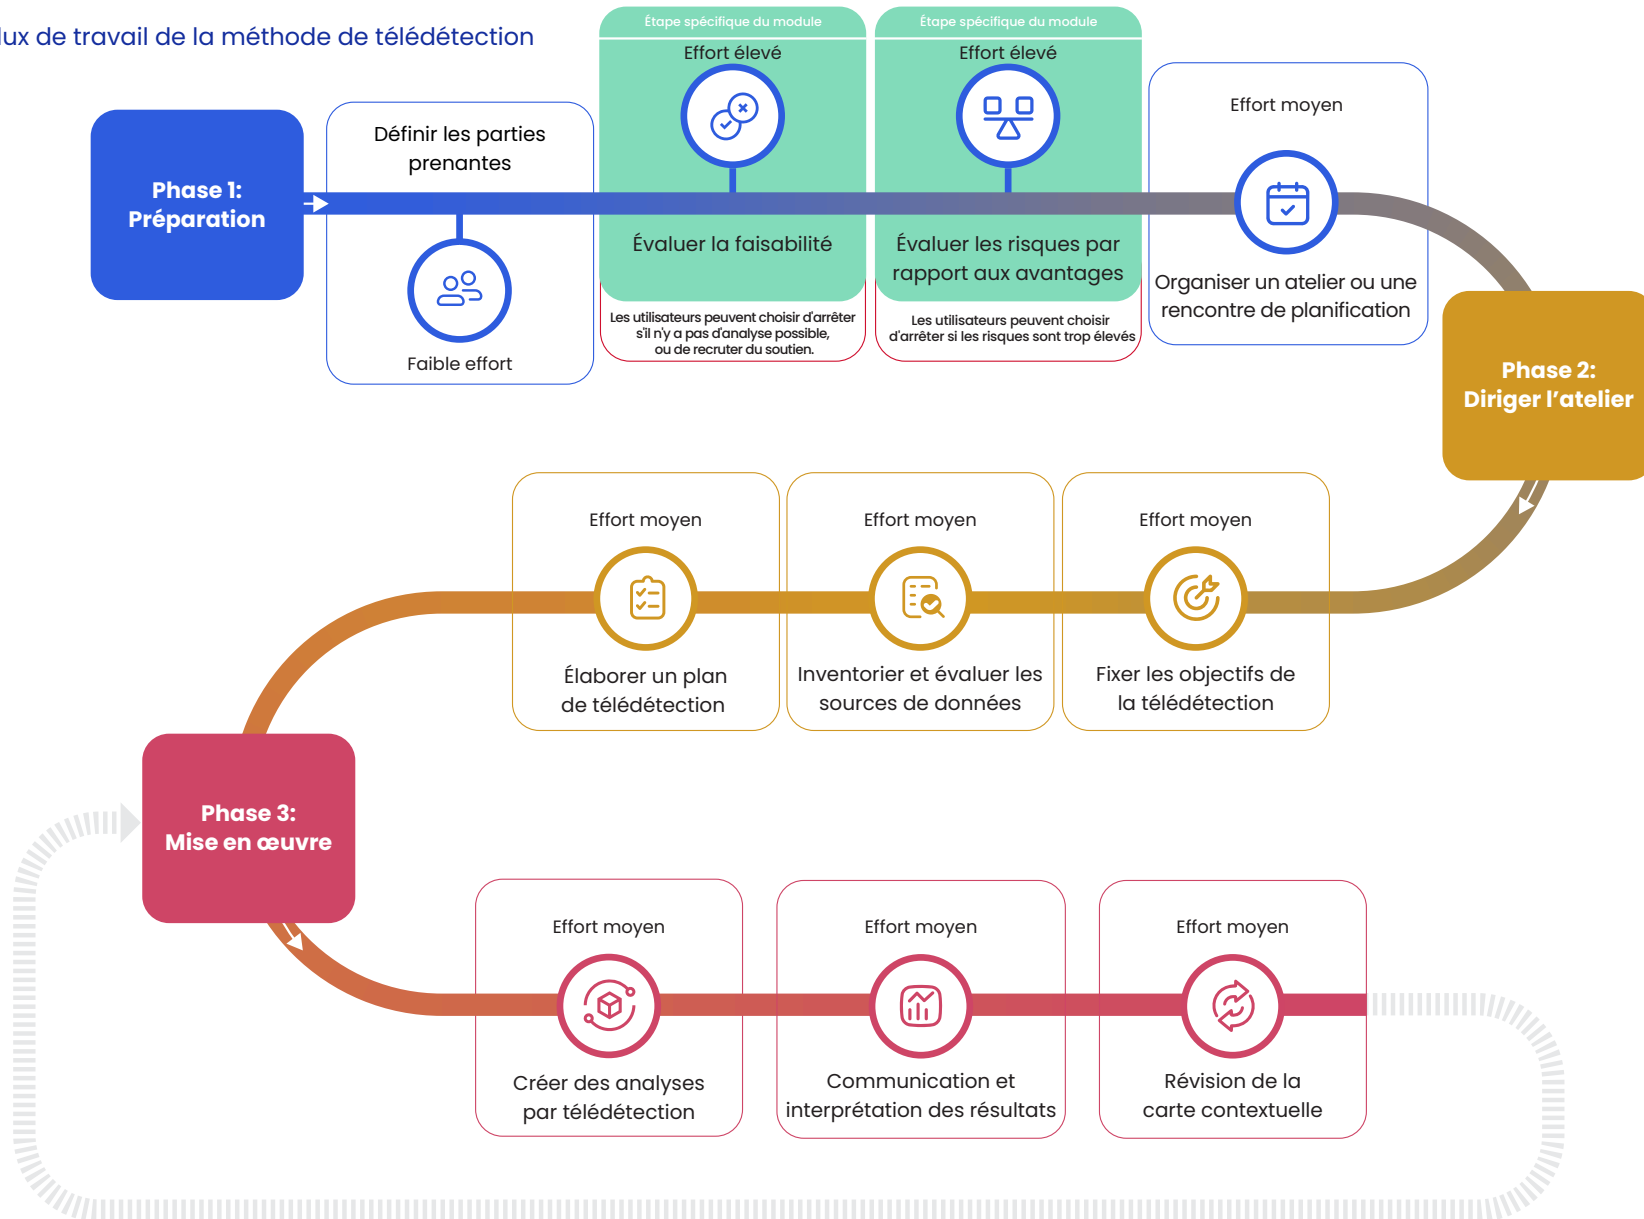 lux de travail de la méthode de télédétection
Phase 1:
Préparation
Définir les parties
prenantes
Faible effort
Étape spécifique du module
Effort élevé
Évaluer la faisabilité
Les utilisateurs peuvent choisir d'arrêter
s'il n'y a pas d'analyse possible,
ou de recruter du soutien.
Étape spécifique du module
Effort élevé
Évaluer les risques par
rapport aux avantages
Les utilisateurs peuvent choisir
d'arrêter si les risques sont trop élevés
Effort moyen
Organiser un atelier ou une
rencontre de planification
Phase 2:
Diriger l’atelier
Effort moyen
Fixer les objectifs de
la télédétection
Effort moyen
Inventorier et évaluer les
sources de données
Effort moyen
Élaborer un plan
de télédétection
Phase 3:
Mise en œuvre
Effort moyen
Créer des analyses
par télédétection
Effort moyen
Communication et
interprétation des résultats
Effort moyen
Révision de la
carte contextuelle